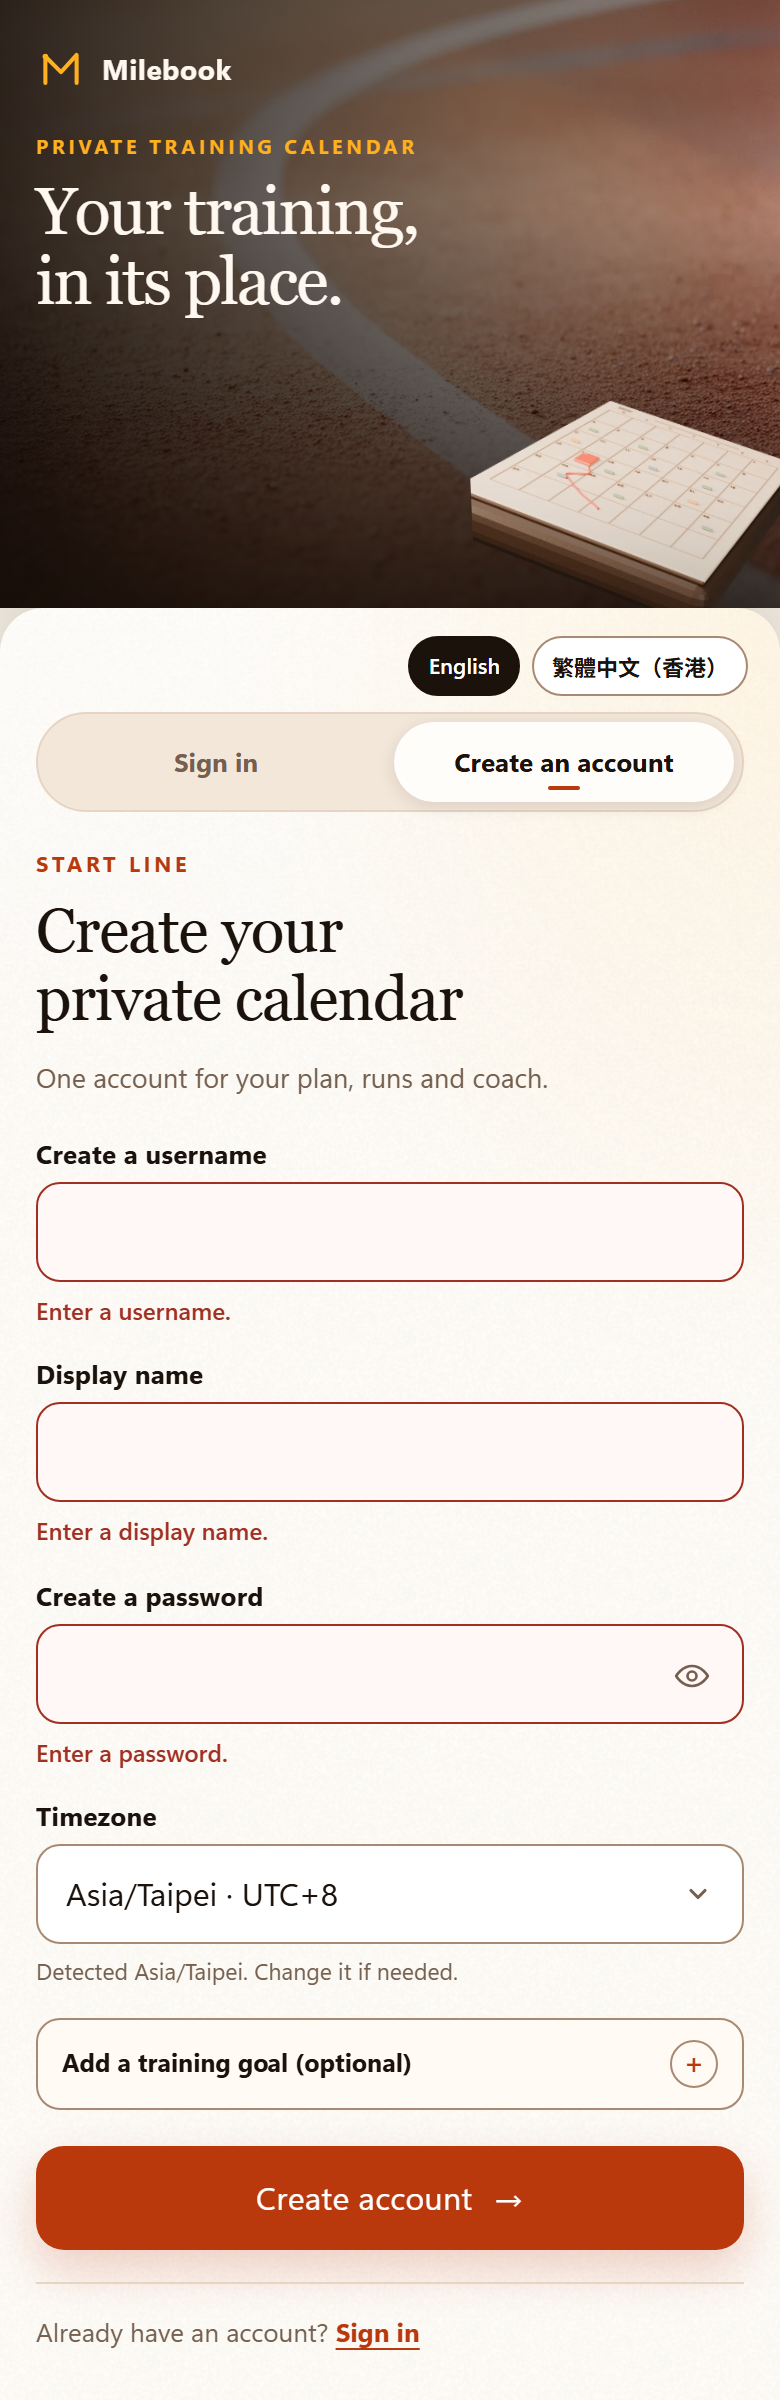 Milebook
PRIVATE TRAINING CALENDAR
Your training,
in its place.
English
繁體中文（香港）
Sign in
Create an account
START LINE
Create your
private calendar
One account for your plan, runs and coach.
Create a username
Enter a username.
Display name
Enter a display name.
Create a password
Enter a password.
Timezone
Asia/Taipei · UTC+8
Detected Asia/Taipei. Change it if needed.
Add a training goal (optional)
+
Create account →
Already have an account? Sign in